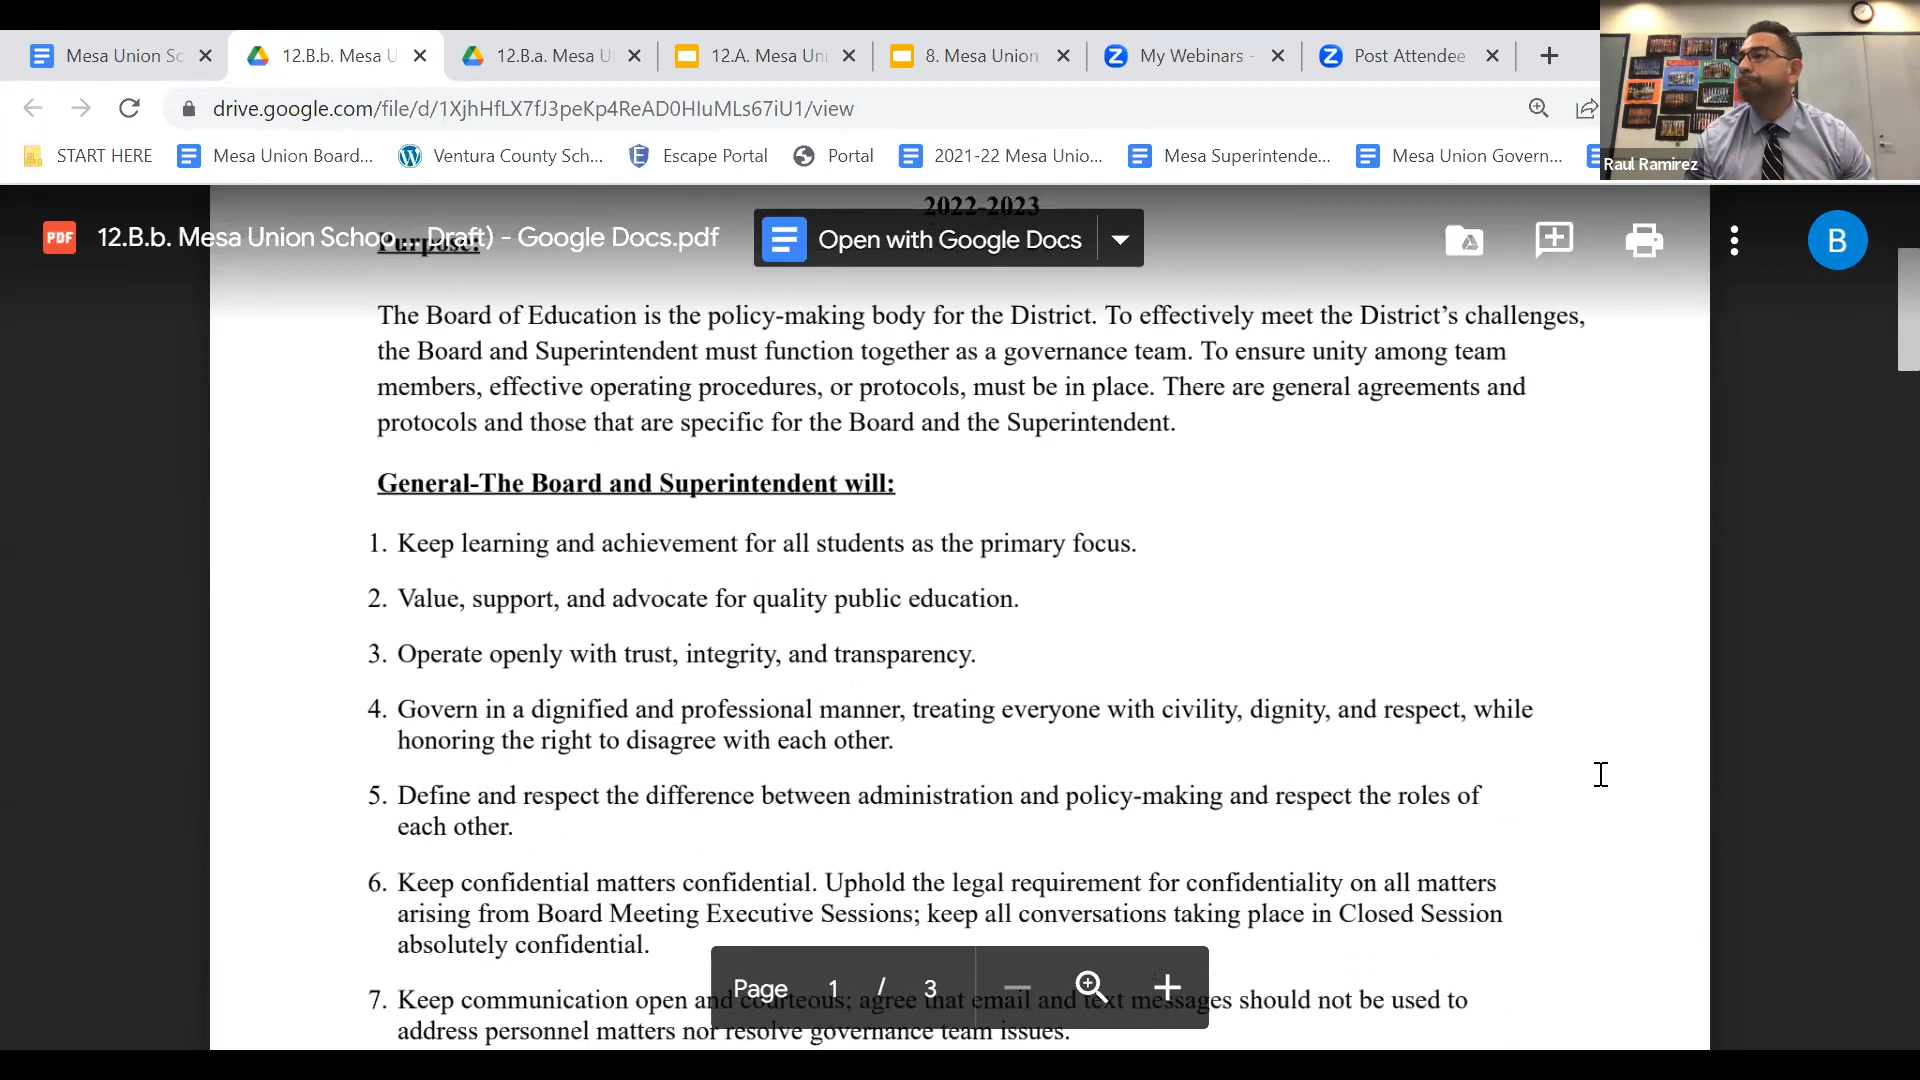 Mesa Union Sc
12.B.b. Mesa U
12.B.a. Mesa U
12.A. Mesa Un
8. Mesa Union
My Webinars -
Post Attendee
drive.google.com/file/d/1XjhHfLX7fJ3peKp4ReAD0HIuMLs67iU1/view
START HERE
Mesa Union Board...
Ventura County Sch...
Escape Portal
Portal
2021-22 Mesa Unio...
Mesa Superintende...
Mesa Union Govern...
Raul Ramirez
2022-2023
PDF
12.B.b. Mesa Union Schoo ... Draft) - Google Docs.pdf
Open with Google Docs
B
Purpose:
The Board of Education is the policy-making body for the District. To effectively meet the District’s challenges,
the Board and Superintendent must function together as a governance team. To ensure unity among team
members, effective operating procedures, or protocols, must be in place. There are general agreements and
protocols and those that are specific for the Board and the Superintendent.
General-The Board and Superintendent will:
1. Keep learning and achievement for all students as the primary focus.
2. Value, support, and advocate for quality public education.
3. Operate openly with trust, integrity, and transparency.
4. Govern in a dignified and professional manner, treating everyone with civility, dignity, and respect, while
honoring the right to disagree with each other.
5. Define and respect the difference between administration and policy-making and respect the roles of
each other.
6. Keep confidential matters confidential. Uphold the legal requirement for confidentiality on all matters
arising from Board Meeting Executive Sessions; keep all conversations taking place in Closed Session
absolutely confidential.
Page 1 / 3
7. Keep communication open and courteous; agree that email and text messages should not be used to
address personnel matters nor resolve governance team issues.